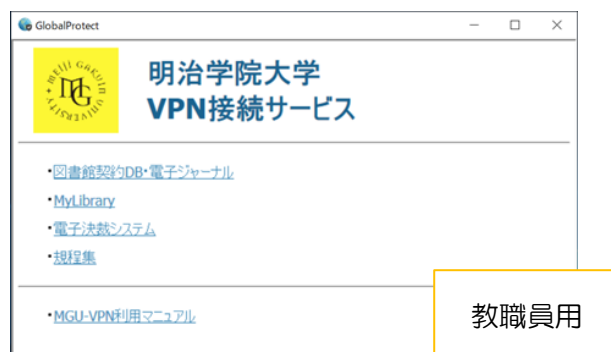 GlobalProtect
MEIJI GAKUIN UNIVERSITY
MG
明治学院大学
VPN接続サービス
・図書館契約DB・電子ジャーナル
・MyLibrary
・電子決裁システム
・規程集
・MGU-VPN利用マニュアル
教職員用